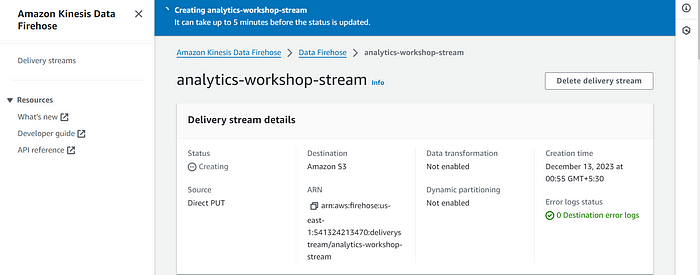 Amazon Kinesis Data
Firehose
Delivery streams
Resources
What's new
Developer guide
API reference
Creating analytics-workshop-stream
It can take up to 5 minutes before the status is updated.
Amazon Kinesis Data Firehose > Data Firehose > analytics-workshop-stream
analytics-workshop-stream Info
Delete delivery stream
Delivery stream details
Status
Creating
Source
Direct PUT
Destination
Amazon S3
ARN
arn:aws:firehose:us-
east-
1:541324213470:deliverys
tream/analytics-workshop-
stream
Data transformation
Not enabled
Dynamic partitioning
Not enabled
Creation time
December 13, 2023 at
00:55 GMT+5:30
Error logs status
0 Destination error logs